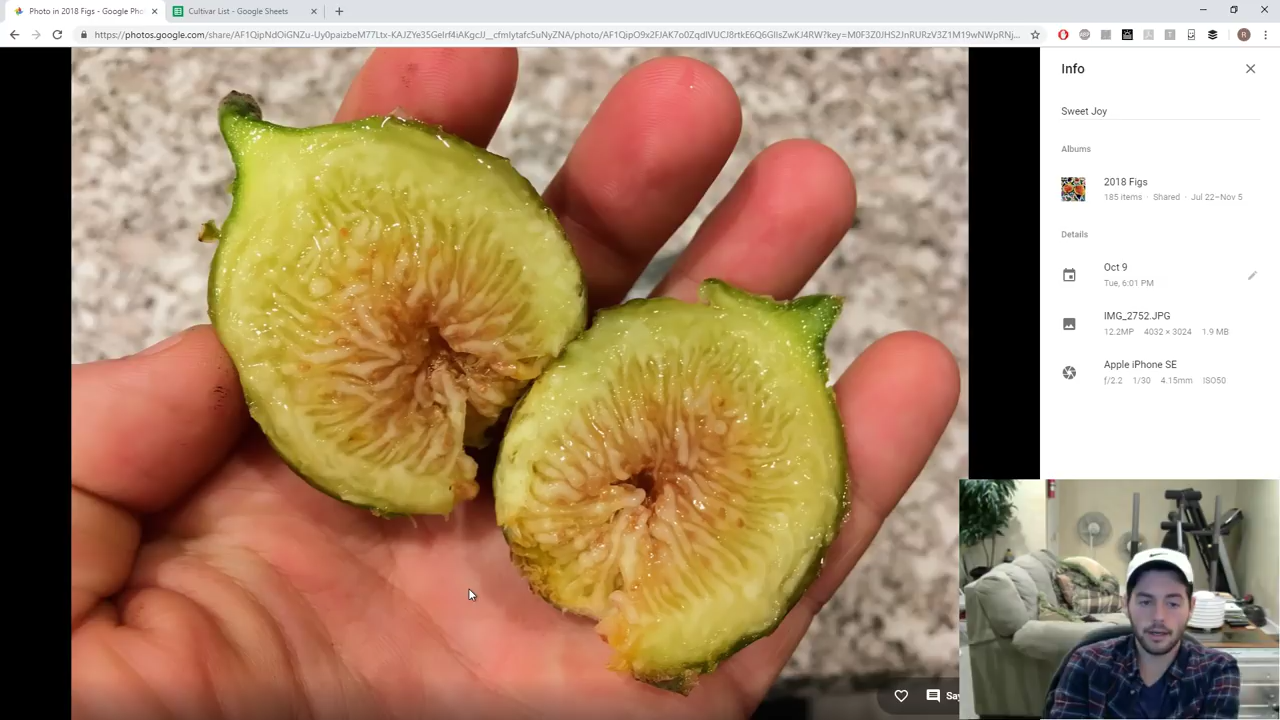 Photo in 2018 Figs - Google Pho
Cultivar List - Google Sheets
Info
Sweet Joy
Albums
2018 Figs
185 items · Shared · Jul 22–Nov 5
Details
Oct 9
Tue, 6:01 PM
IMG_2752.JPG
12.2MP 4032 × 3024 1.9 MB
Apple iPhone SE
f/2.2 1/30 4.15mm ISO50
Say